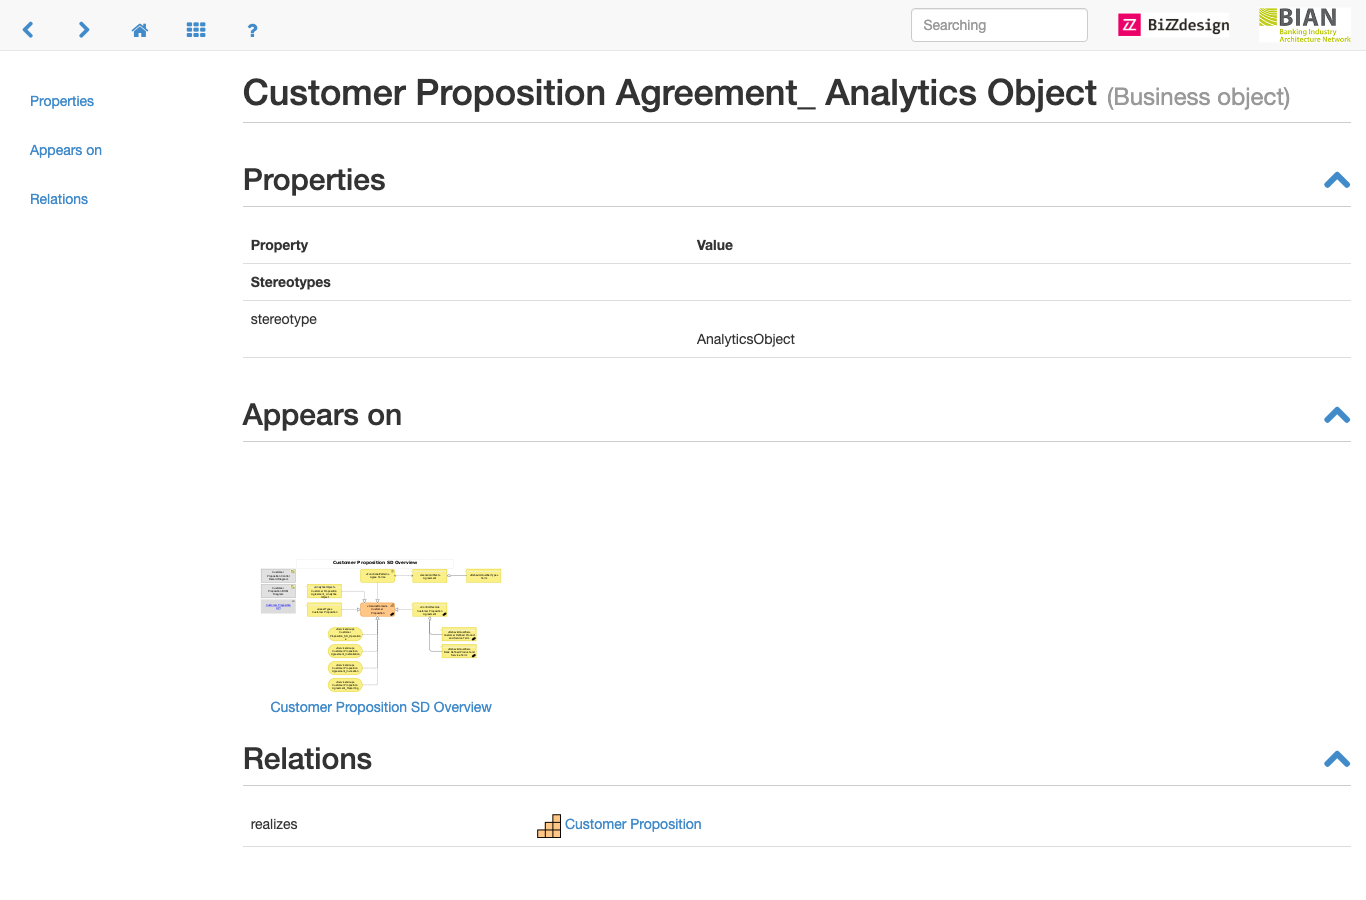 ?
Searching
BiZZdesign
BIAN
Banking Industry
Architecture Network
Properties
Appears on
Relations
Customer Proposition Agreement_ Analytics Object (Business object)
Properties
Property Value
Stereotypes
stereotype
AnalyticsObject
Appears on
Customer Proposition SD Overview
Customer Proposition SD Overview
Relations
realizes Customer Proposition